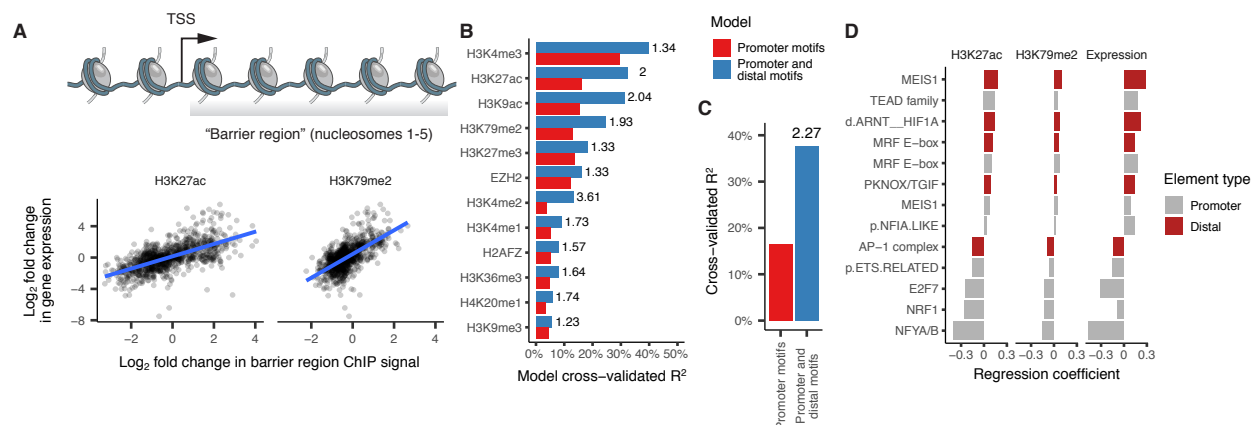 A
TSS
"Barrier region" (nucleosomes 1-5)
H3K27ac
H3K79me2
Log₂ fold change
in gene expression
4
0
−4
−8
−2
0
2
4
−2
0
2
4
Log₂ fold change in barrier region ChIP signal
B
H3K4me3
H3K27ac
H3K9ac
H3K79me2
H3K27me3
EZH2
H3K4me2
H3K4me1
H2AFZ
H3K36me3
H4K20me1
H3K9me3
1.34
2
2.04
1.93
1.33
1.33
3.61
1.73
1.57
1.64
1.74
1.23
0%
10%
20%
30%
40%
50%
Model cross−validated R²
Model
Promoter motifs
Promoter and
distal motifs
C
2.27
Cross−validated R²
40%
30%
20%
10%
0%
Promoter motifs
Promoter and
distal motifs
D
H3K27ac
H3K79me2
Expression
MEIS1
TEAD family
d.ARNT__HIF1A
MRF E−box
MRF E−box
PKNOX/TGIF
MEIS1
p.NFIA.LIKE
AP−1 complex
p.ETS.RELATED
E2F7
NRF1
NFYA/B
−0.3
0
0.3
−0.3
0
0.3
−0.3
0
0.3
Regression coefficient
Element type
Promoter
Distal